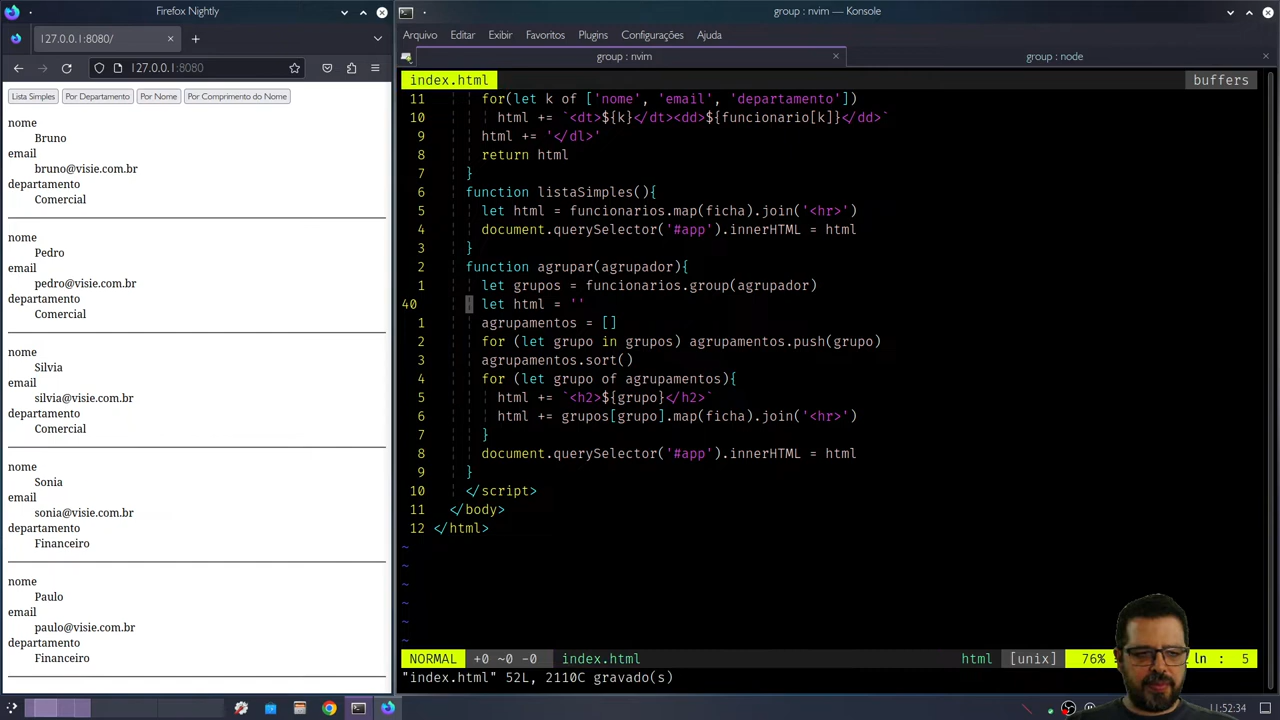 Firefox Nightly
127.0.0.1:8080/
127.0.0.1:8080
Lista Simples Por Departamento Por Nome Por Comprimento do Nome
nome
Bruno
email
bruno@visie.com.br
departamento
Comercial
nome
Pedro
email
pedro@visie.com.br
departamento
Comercial
nome
Silvia
email
silvia@visie.com.br
departamento
Comercial
nome
Sonia
email
sonia@visie.com.br
departamento
Financeiro
nome
Paulo
email
paulo@visie.com.br
departamento
Financeiro
group : nvim — Konsole
Arquivo Editar Exibir Favoritos Plugins Configurações Ajuda
group : nvim group : node
index.html buffers
11 for(let k of ['nome', 'email', 'departamento'])
10 html += `<dt>${k}</dt><dd>${funcionario[k]}</dd>`
9 html += '</dl>'
8 return html
7 }
6 function listaSimples(){
5 let html = funcionarios.map(ficha).join('<hr>')
4 document.querySelector('#app').innerHTML = html
3 }
2 function agrupar(agrupador){
1 let grupos = funcionarios.group(agrupador)
40 let html = ''
1 agrupamentos = []
2 for (let grupo in grupos) agrupamentos.push(grupo)
3 agrupamentos.sort()
4 for (let grupo of agrupamentos){
5 html += `<h2>${grupo}</h2>`
6 html += grupos[grupo].map(ficha).join('<hr>')
7 }
8 document.querySelector('#app').innerHTML = html
9 }
10 </script>
11 </body>
12 </html>
~
~
~
~
~
~
NORMAL +0 ~0 -0 index.html html [unix] 76% ln : 5
"index.html" 52L, 2110C gravado(s)
11:52:34